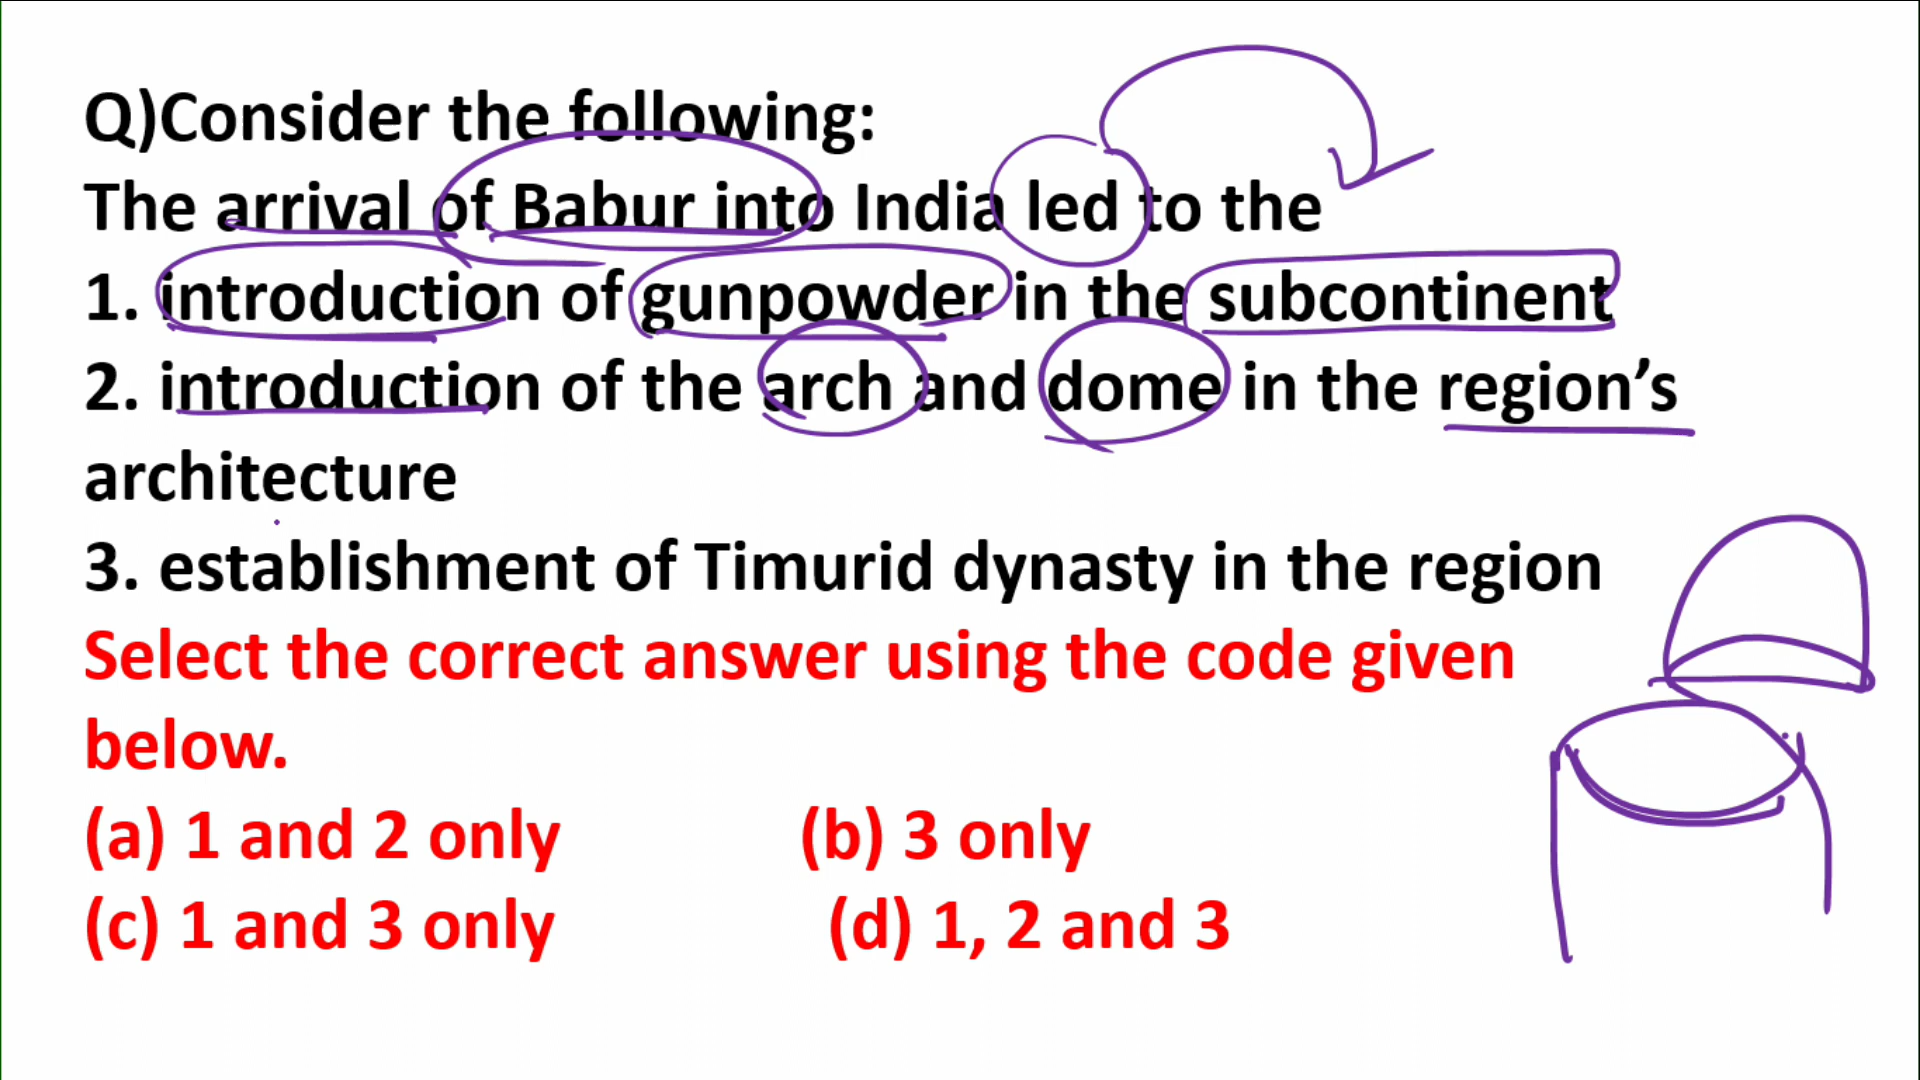 Q)Consider the following:
The arrival of Babur into India led to the
1. introduction of gunpowder in the subcontinent
2. introduction of the arch and dome in the region’s
architecture
3. establishment of Timurid dynasty in the region
Select the correct answer using the code given
below.
(a) 1 and 2 only (b) 3 only
(c) 1 and 3 only (d) 1, 2 and 3